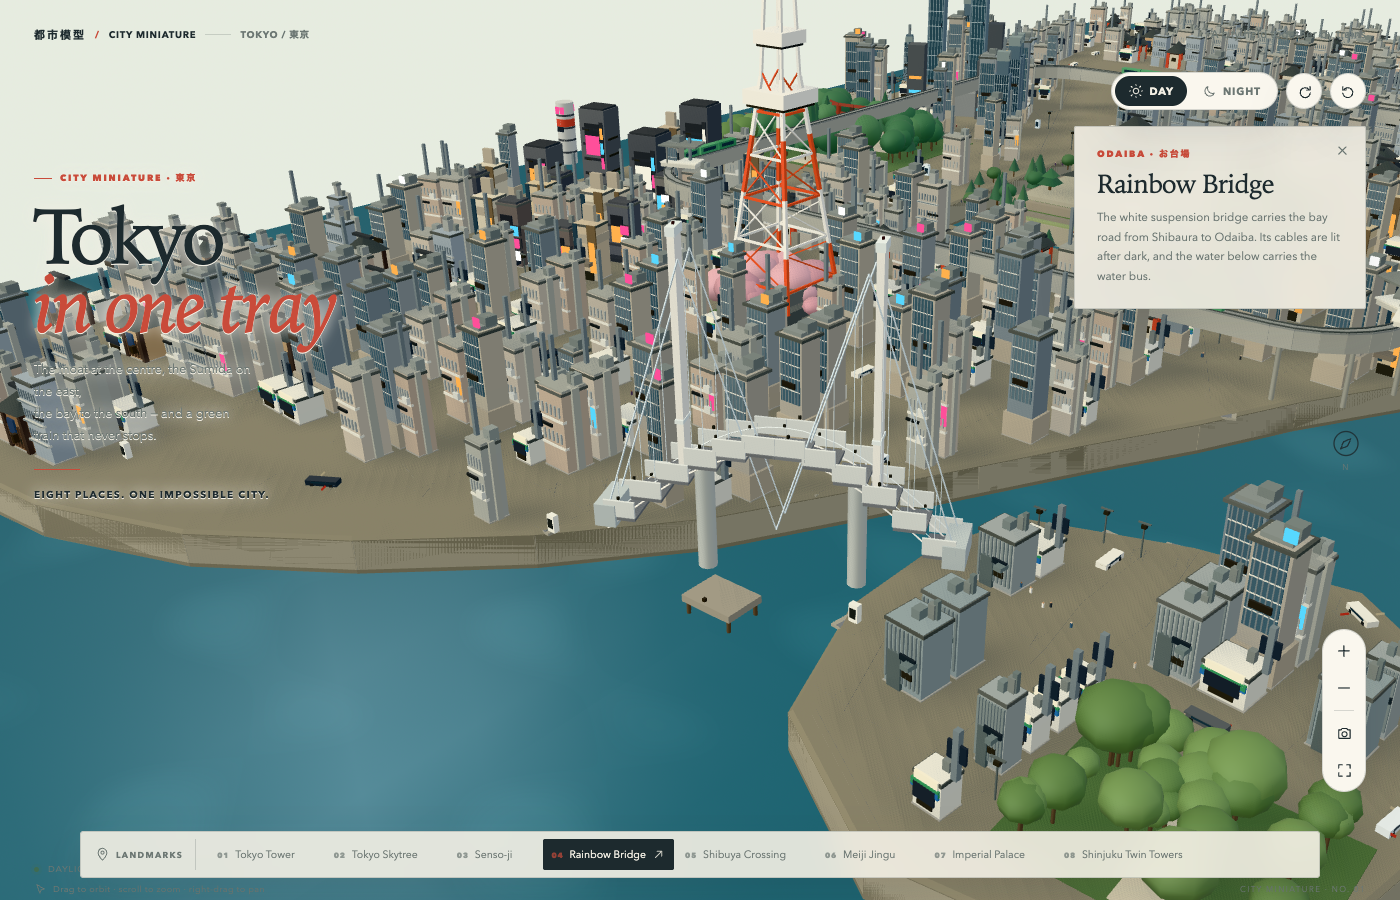 都市模型 / CITY MINIATURE TOKYO / 東京
DAY
NIGHT
CITY MINIATURE · 東京
Tokyo
in one tray
The moat at the centre, the Sumida on
the east,
the bay to the south – and a green
train that never stops.
EIGHT PLACES. ONE IMPOSSIBLE CITY.
ODAIBA · お台場
Rainbow Bridge
The white suspension bridge carries the bay
road from Shibaura to Odaiba. Its cables are lit
after dark, and the water below carries the
water bus.
N
LANDMARKS
01 Tokyo Tower
02 Tokyo Skytree
03 Senso-ji
04 Rainbow Bridge
05 Shibuya Crossing
06 Meiji Jingu
07 Imperial Palace
08 Shinjuku Twin Towers
Drag to orbit